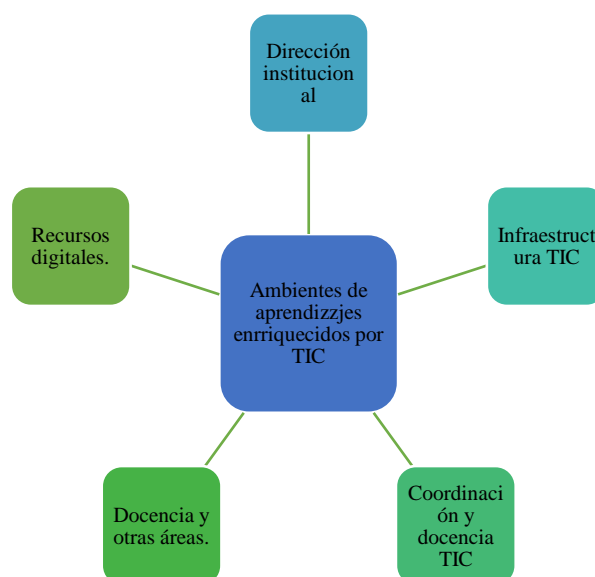 Dirección
institucion
al
Recursos
digitales.
Infraestruct
ura TIC
Ambientes de
aprendizzjes
enrriquecidos por
TIC
Docencia y
otras áreas.
Coordinaci
ón y
docencia
TIC